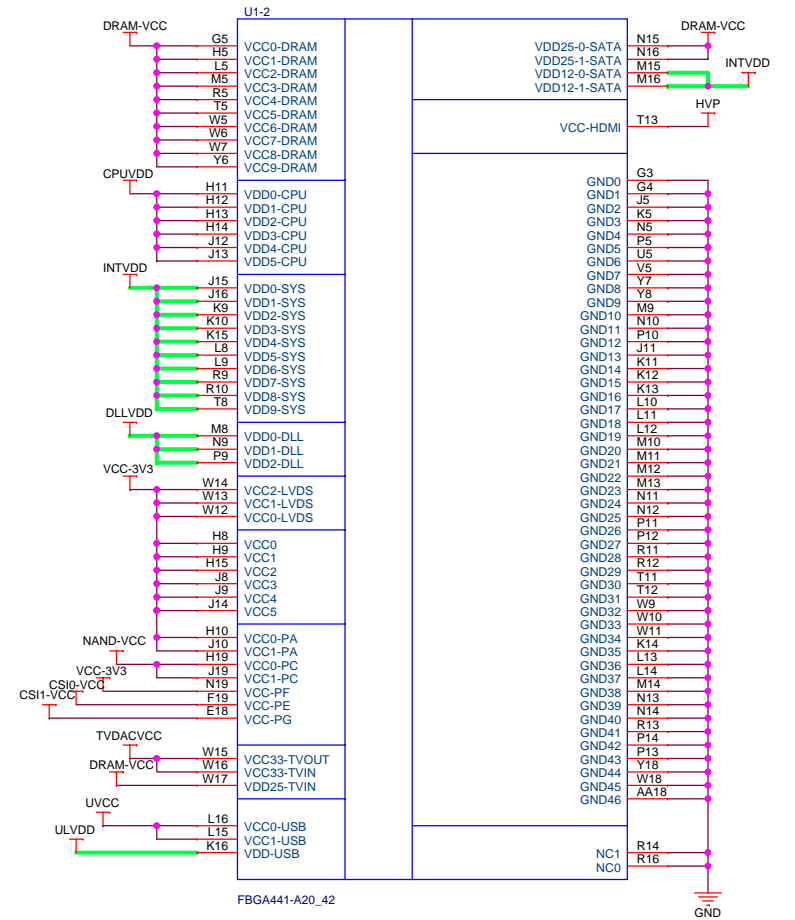 U1-2
DRAM-VCC
G5 VCC0-DRAM
H5 VCC1-DRAM
L5 VCC2-DRAM
M5 VCC3-DRAM
R5 VCC4-DRAM
T5 VCC5-DRAM
W5 VCC6-DRAM
W6 VCC7-DRAM
W7 VCC8-DRAM
Y6 VCC9-DRAM
CPUVDD
H11 VDD0-CPU
H12 VDD1-CPU
H13 VDD2-CPU
H14 VDD3-CPU
J12 VDD4-CPU
J13 VDD5-CPU
INTVDD
J15 VDD0-SYS
J16 VDD1-SYS
K9 VDD2-SYS
K10 VDD3-SYS
K15 VDD4-SYS
L8 VDD5-SYS
L9 VDD6-SYS
R9 VDD7-SYS
R10 VDD8-SYS
T8 VDD9-SYS
DLLVDD
M8 VDD0-DLL
N9 VDD1-DLL
P9 VDD2-DLL
VCC-3V3
W14 VCC2-LVDS
W13 VCC1-LVDS
W12 VCC0-LVDS
H8 VCC0
H9 VCC1
H15 VCC2
J8 VCC3
J9 VCC4
J14 VCC5
H10 VCC0-PA
J10 VCC1-PA
NAND-VCC
H19 VCC0-PC
J19 VCC1-PC
VCC-3V3
N19 VCC-PF
CSI0-VCC
F19 VCC-PE
CSI1-VCC
E18 VCC-PG
TVDACVCC
W15 VCC33-TVOUT
W16 VCC33-TVIN
DRAM-VCC
W17 VDD25-TVIN
UVCC
L16 VCC0-USB
L15 VCC1-USB
ULVDD
K16 VDD-USB
FBGA441-A20_42
DRAM-VCC
VDD25-0-SATA N15
VDD25-1-SATA N16
VDD12-0-SATA M15
VDD12-1-SATA M16
INTVDD
HVP
VCC-HDMI T13
GND0 G3
GND1 G4
GND2 J5
GND3 K5
GND4 N5
GND5 P5
GND6 U5
GND7 V5
GND8 Y7
GND9 Y8
GND10 M9
GND11 N10
GND12 P10
GND13 J11
GND14 K11
GND15 K12
GND16 K13
GND17 L10
GND18 L11
GND19 L12
GND20 M10
GND21 M11
GND22 M12
GND23 M13
GND24 N11
GND25 N12
GND26 P11
GND27 P12
GND28 R11
GND29 R12
GND30 T11
GND31 T12
GND32 W9
GND33 W10
GND34 W11
GND35 K14
GND36 L13
GND37 L14
GND38 M14
GND39 N13
GND40 N14
GND41 R13
GND42 P14
GND43 P13
GND44 Y18
GND45 W18
GND46 AA18
NC1 R14
NC0 R16
GND